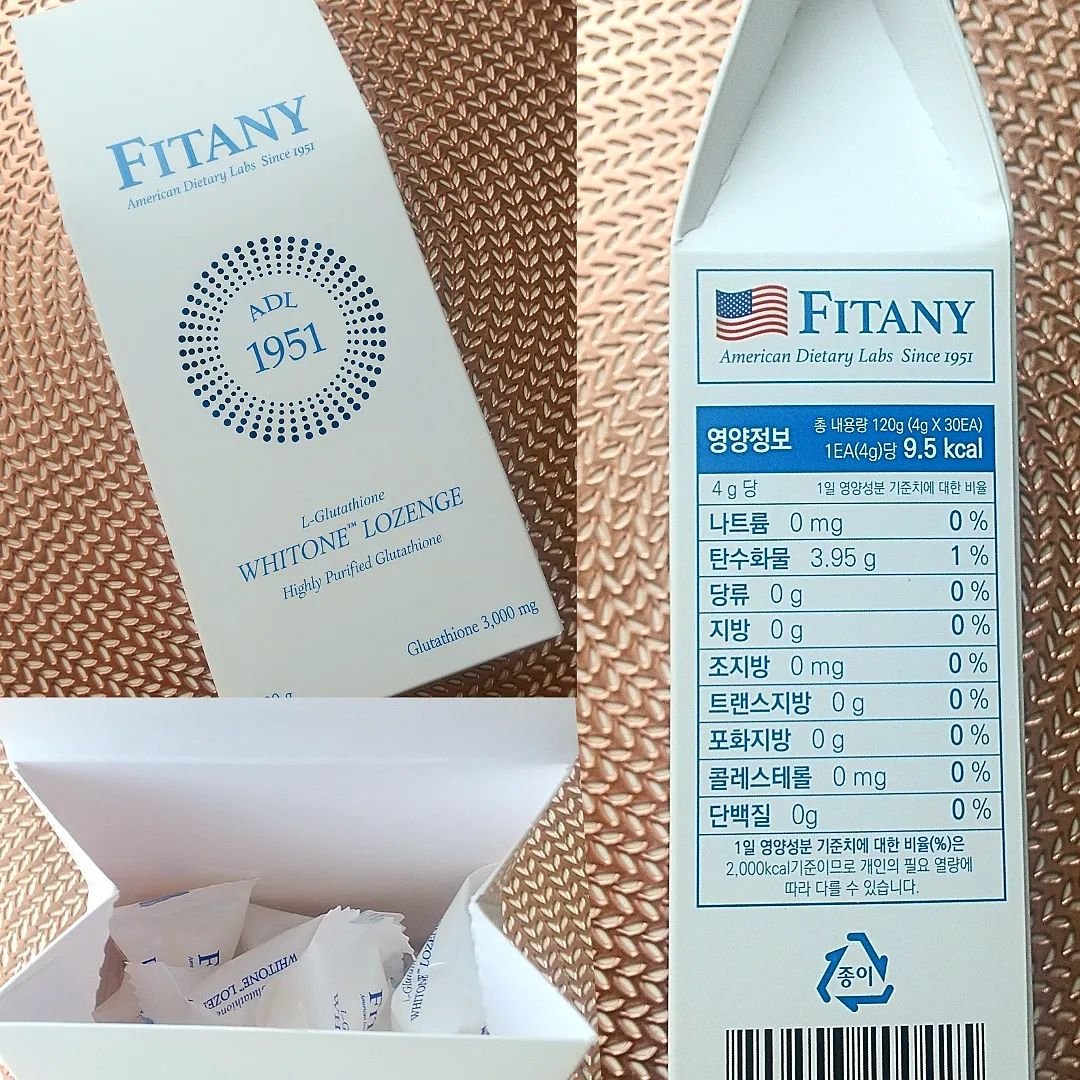 FITANY
American Dietary Labs Since 1951
ADL
1951
L-Glutathione
WHITONE™ LOZENGE
Highly Purified Glutathione
Glutathione 3,000 mg
FITANY
American Dietary Labs Since 1951
영양정보
총 내용량 120g (4g X 30EA)
1EA(4g)당 9.5 kcal
4 g 당 1일 영양성분 기준치에 대한 비율
나트륨 0 mg 0 %
탄수화물 3.95 g 1 %
당류 0 g 0 %
지방 0 g 0 %
조지방 0 mg 0 %
트랜스지방 0 g 0 %
포화지방 0 g 0 %
콜레스테롤 0 mg 0 %
단백질 0g 0 %
1일 영양성분 기준치에 대한 비율(%)은
2,000kcal기준이므로 개인의 필요 열량에
따라 다를 수 있습니다.
종이
WHITONE™
WHITONE™